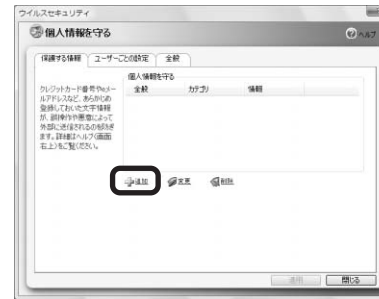 ウイルスセキュリティ
個人情報を守る
ヘルプ
保護する情報 ユーザーごとの設定 全般
個人情報を守る
全般 カテゴリ 情報
クレジットカード番号やeメー
ルアドレスなど、あらかじめ
登録しておいた文字情報
が、誤操作や悪意によって
外部に送信されるのを防ぎ
ます。詳細はヘルプ(画面
右上)をご覧ください。
追加 変更 削除
適用 閉じる